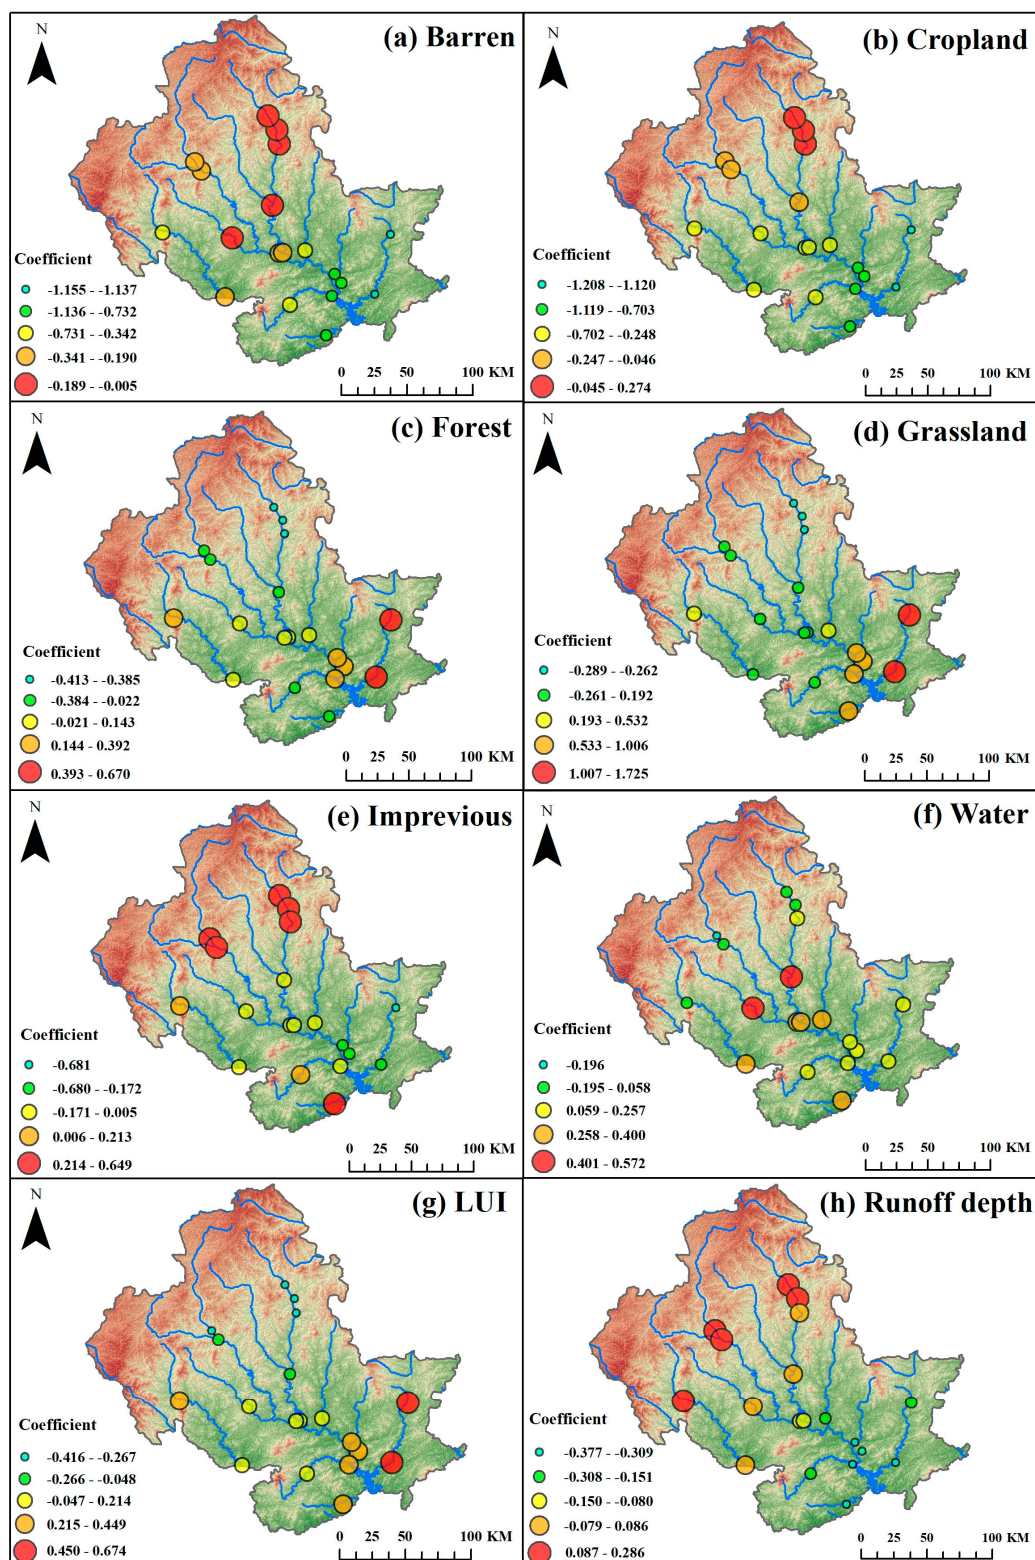 N
(a) Barren
Coefficient
-1.155 - -1.137
-1.136 - -0.732
-0.731 - -0.342
-0.341 - -0.190
-0.189 - -0.005
0 25 50 100 KM
N
(b) Cropland
Coefficient
-1.208 - -1.120
-1.119 - -0.703
-0.702 - -0.248
-0.247 - -0.046
-0.045 - 0.274
0 25 50 100 KM
N
(c) Forest
Coefficient
-0.413 - -0.385
-0.384 - -0.022
-0.021 - 0.143
0.144 - 0.392
0.393 - 0.670
0 25 50 100 KM
N
(d) Grassland
Coefficient
-0.289 - -0.262
-0.261 - 0.192
0.193 - 0.532
0.533 - 1.006
1.007 - 1.725
0 25 50 100 KM
N
(e) Imprevious
Coefficient
-0.681
-0.680 - -0.172
-0.171 - 0.005
0.006 - 0.213
0.214 - 0.649
0 25 50 100 KM
N
(f) Water
Coefficient
-0.196
-0.195 - 0.058
0.059 - 0.257
0.258 - 0.400
0.401 - 0.572
0 25 50 100 KM
N
(g) LUI
Coefficient
-0.416 - -0.267
-0.266 - -0.048
-0.047 - 0.214
0.215 - 0.449
0.450 - 0.674
0 25 50 100 KM
N
(h) Runoff depth
Coefficient
-0.377 - -0.309
-0.308 - -0.151
-0.150 - -0.080
-0.079 - 0.086
0.087 - 0.286
0 25 50 100 KM